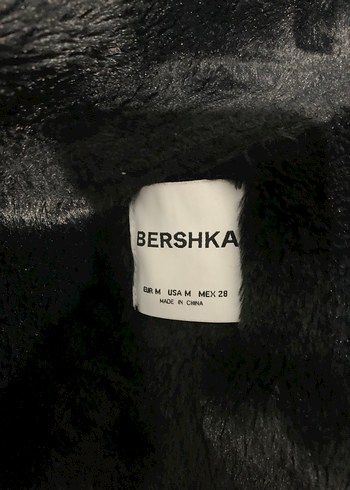 BERSHKA
EUR M USA M MEX 28
MADE IN CHINA